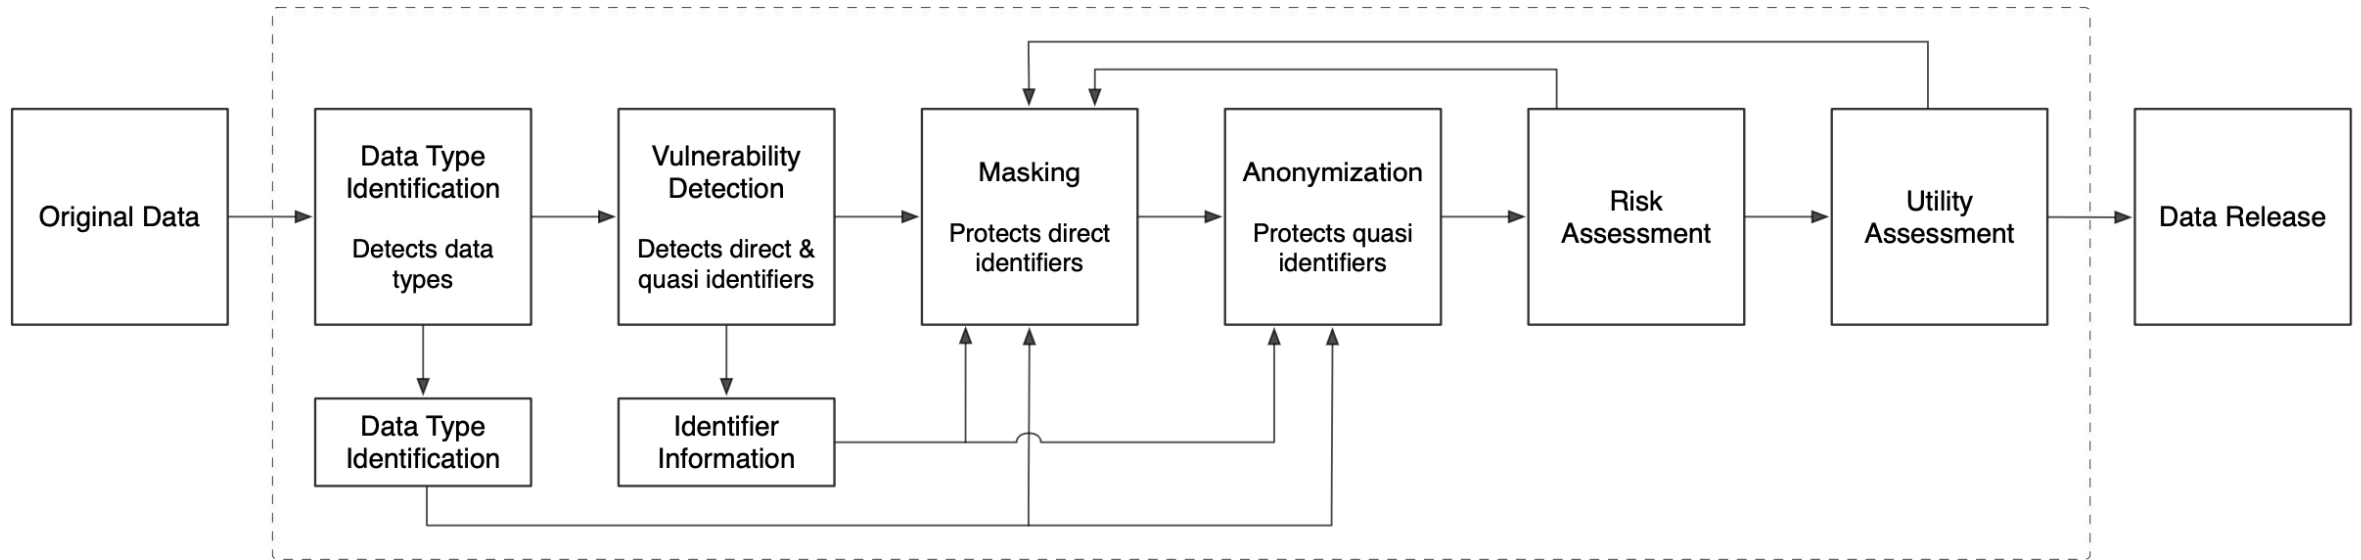 Original Data
Data Type
Identification
Detects data
types
Vulnerability
Detection
Detects direct &
quasi identifiers
Masking
Protects direct
identifiers
Anonymization
Protects quasi
identifiers
Risk
Assessment
Utility
Assessment
Data Release
Data Type
Identification
Identifier
Information